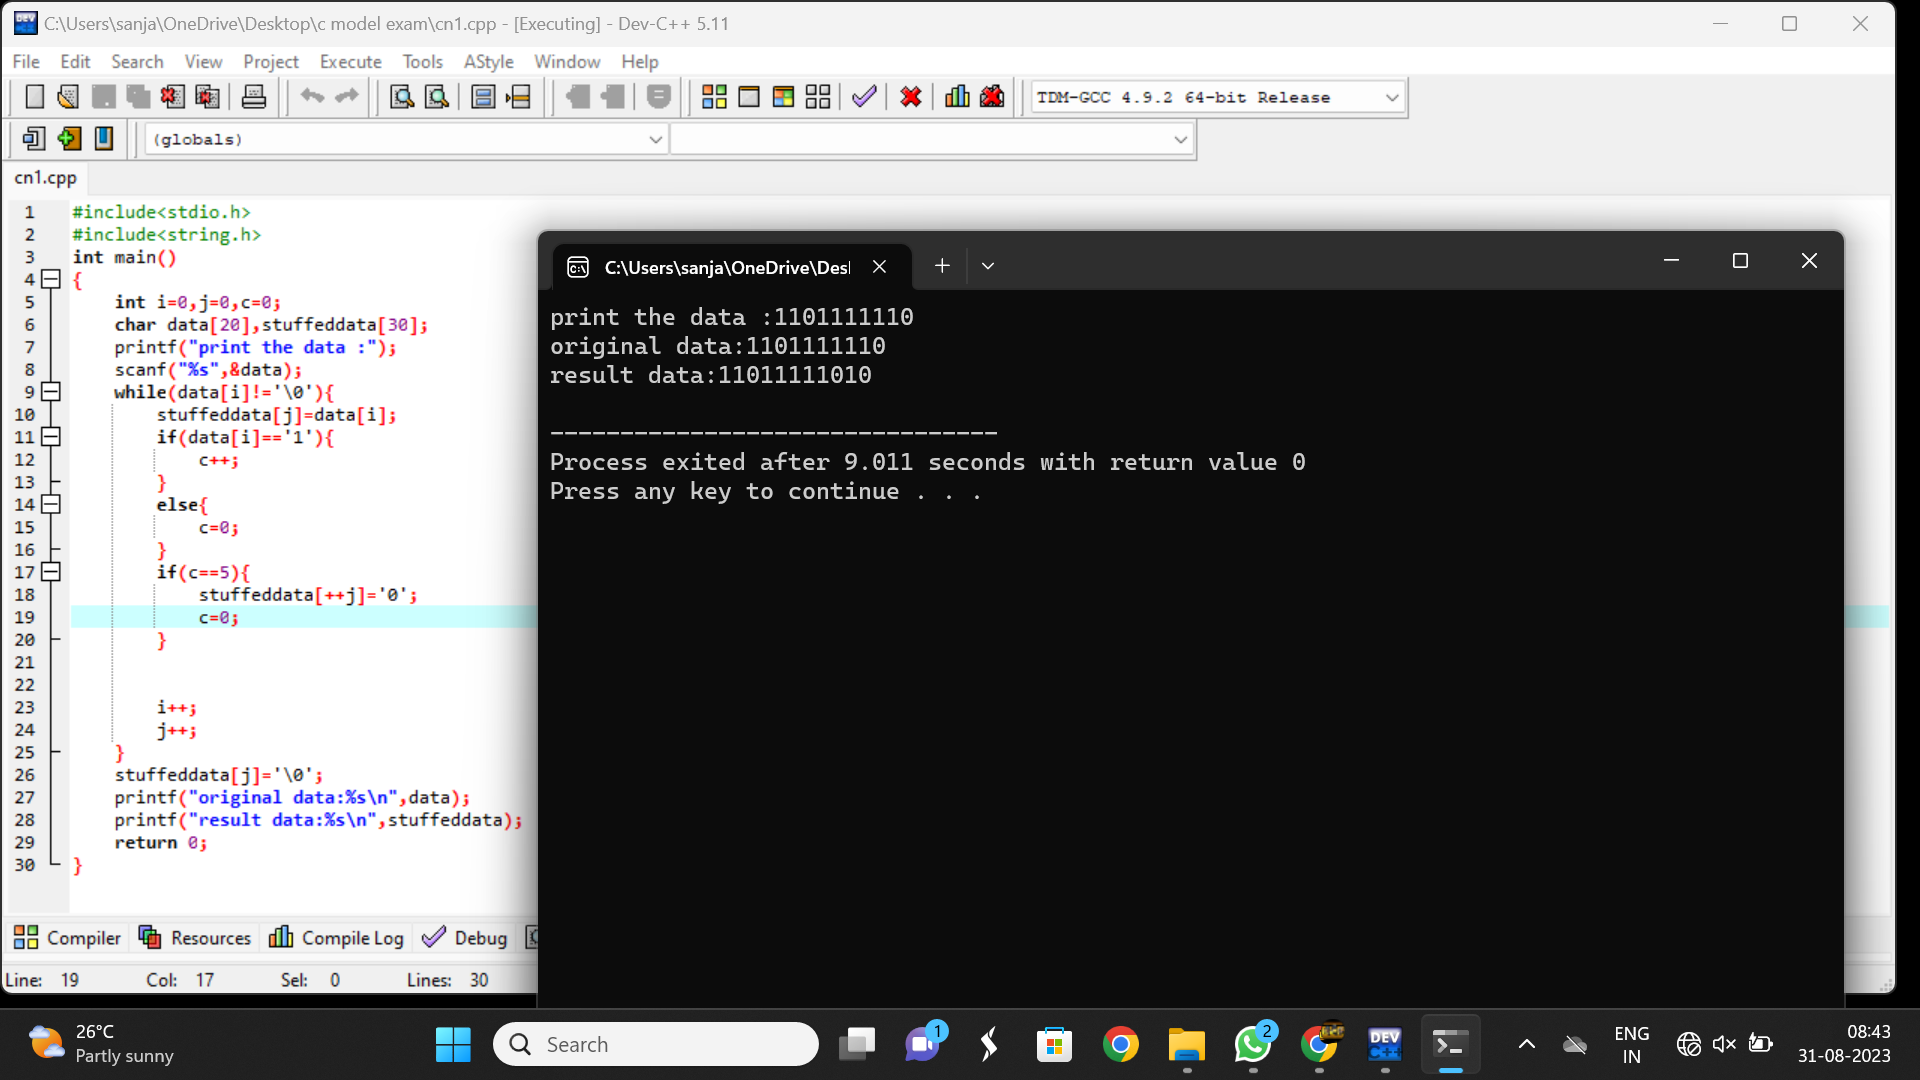 C:\Users\sanja\OneDrive\Desktop\c model exam\cn1.cpp - [Executing] - Dev-C++ 5.11
File Edit Search View Project Execute Tools AStyle Window Help
TDM-GCC 4.9.2 64-bit Release
(globals)
cn1.cpp
1 #include<stdio.h>
2 #include<string.h>
3 int main()
4 {
5 int i=0,j=0,c=0;
6 char data[20],stuffeddata[30];
7 printf("print the data :");
8 scanf("%s",&data);
9 while(data[i]!='\0'){
10 stuffeddata[j]=data[i];
11 if(data[i]=='1'){
12 c++;
13 }
14 else{
15 c=0;
16 }
17 if(c==5){
18 stuffeddata[++j]='0';
19 c=0;
20 }
21
22
23 i++;
24 j++;
25 }
26 stuffeddata[j]='\0';
27 printf("original data:%s\n",data);
28 printf("result data:%s\n",stuffeddata);
29 return 0;
30 }
C:\Users\sanja\OneDrive\Des
print the data :1101111110
original data:1101111110
result data:11011111010
--------------------------------
Process exited after 9.011 seconds with return value 0
Press any key to continue . . .
Compiler Resources Compile Log Debug
Line: 19 Col: 17 Sel: 0 Lines: 30
26°C
Partly sunny
Search
1
2
DEV
C++
ENG
IN
08:43
31-08-2023